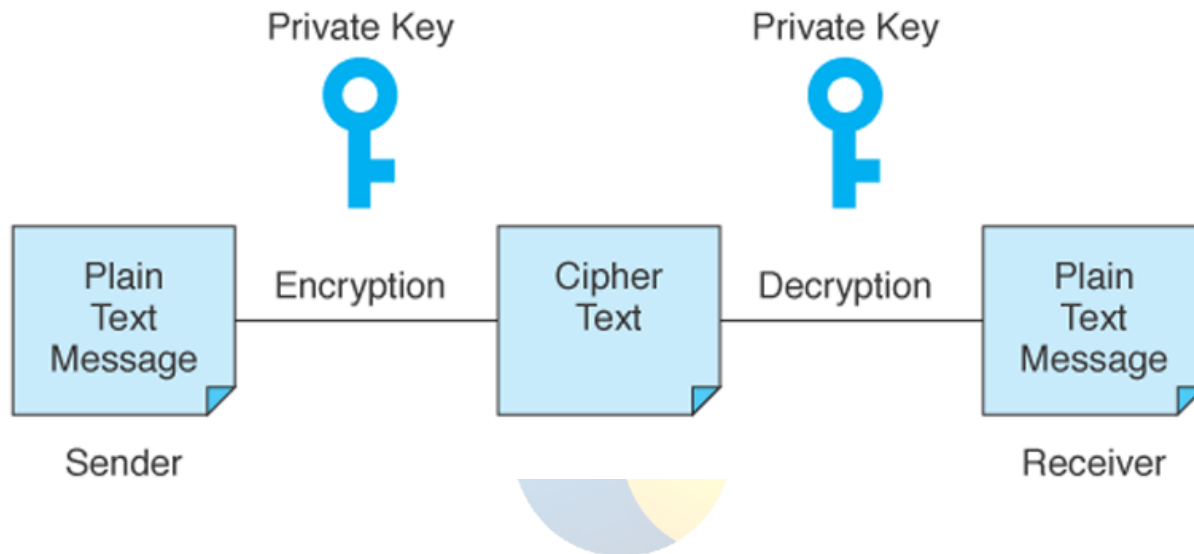 Private Key
Private Key
Plain
Text
Message
Encryption
Cipher
Text
Decryption
Plain
Text
Message
Sender
Receiver